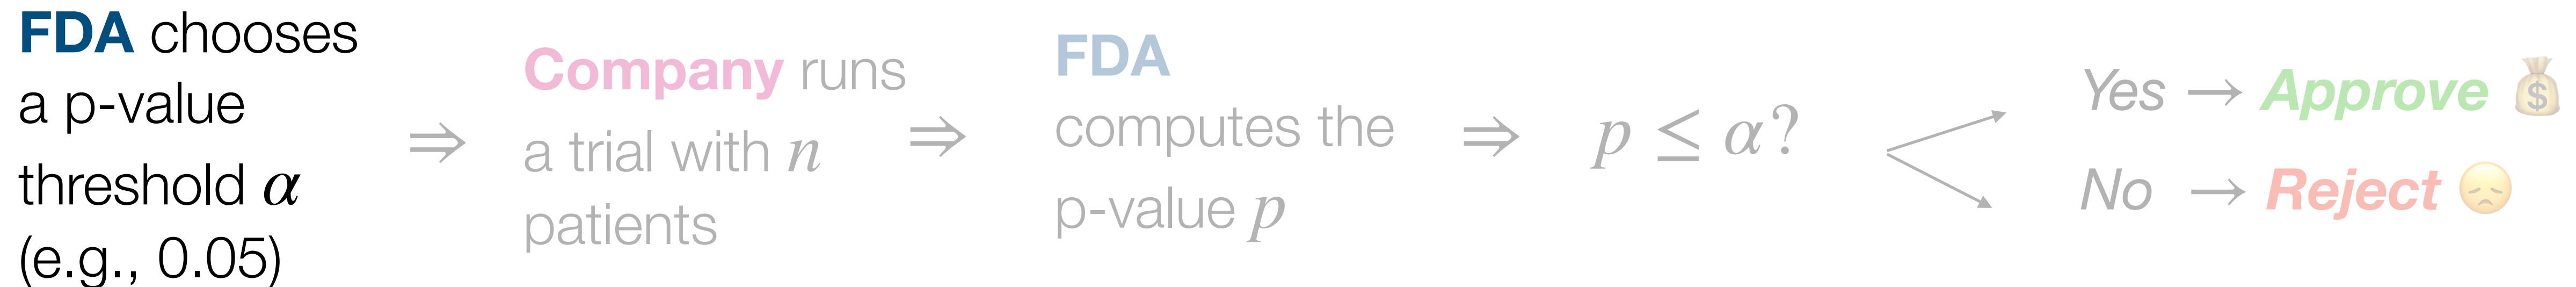 FDA chooses
a p-value
threshold α
(e.g., 0.05)
⇒
Company runs
a trial with n
patients
⇒
FDA
computes the
p-value p
⇒
p ≤ α?
Yes → Approve 💰
No → Reject 😞